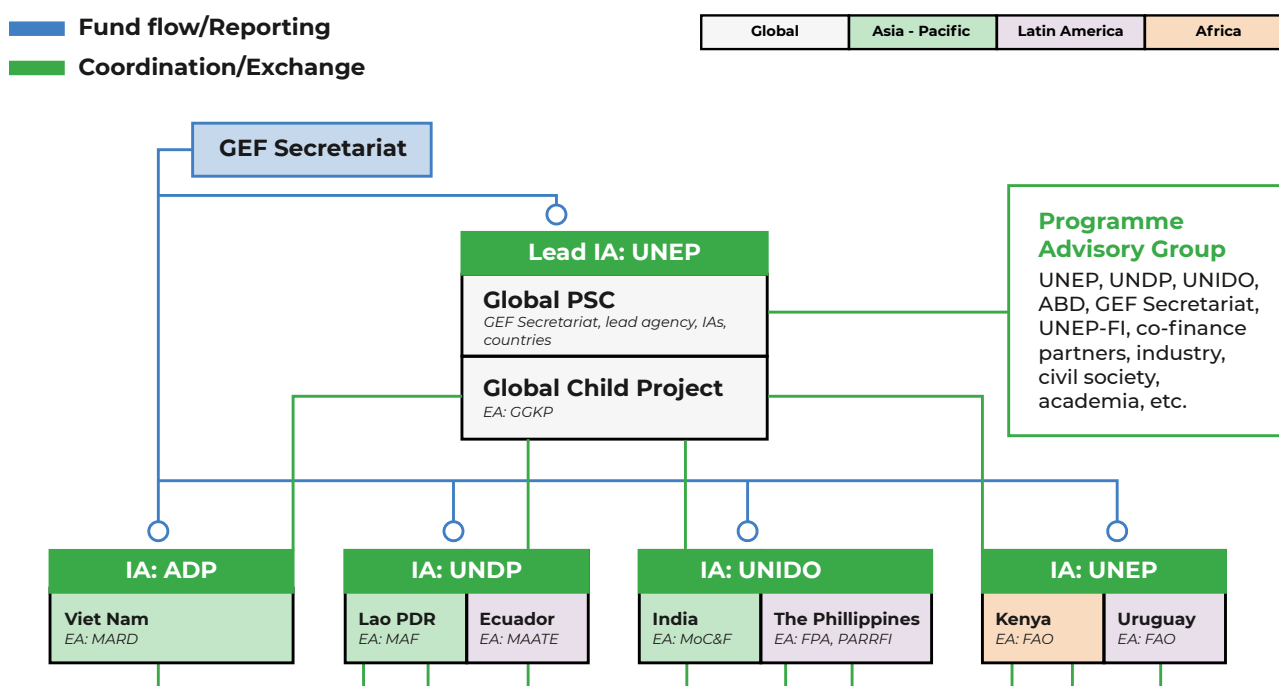 Fund flow/Reporting
Coordination/Exchange
Global
Asia - Pacific
Latin America
Africa
GEF Secretariat
Lead IA: UNEP
Global PSC
GEF Secretariat, lead agency, IAs,
countries
Global Child Project
EA: GGKP
Programme
Advisory Group
UNEP, UNDP, UNIDO,
ABD, GEF Secretariat,
UNEP-FI, co-finance
partners, industry,
civil society,
academia, etc.
IA: ADP
Viet Nam
EA: MARD
IA: UNDP
Lao PDR
EA: MAF
Ecuador
EA: MAATE
IA: UNIDO
India
EA: MoC&F
The Phillippines
EA: FPA, PARRFI
IA: UNEP
Kenya
EA: FAO
Uruguay
EA: FAO